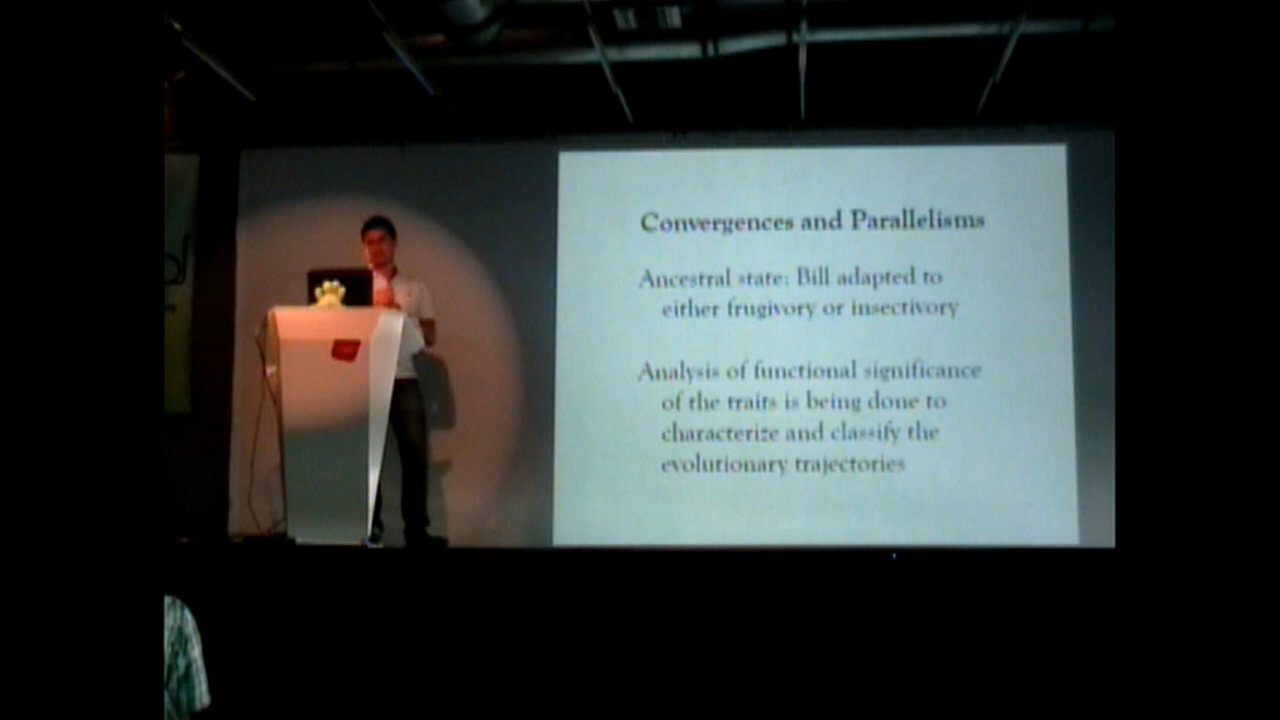 Convergences and Parallelisms
Ancestral state: Bill adapted to
either frugivory or insectivory
Analysis of functional significance
of the traits is being done to
characterize and classify the
evolutionary trajectories